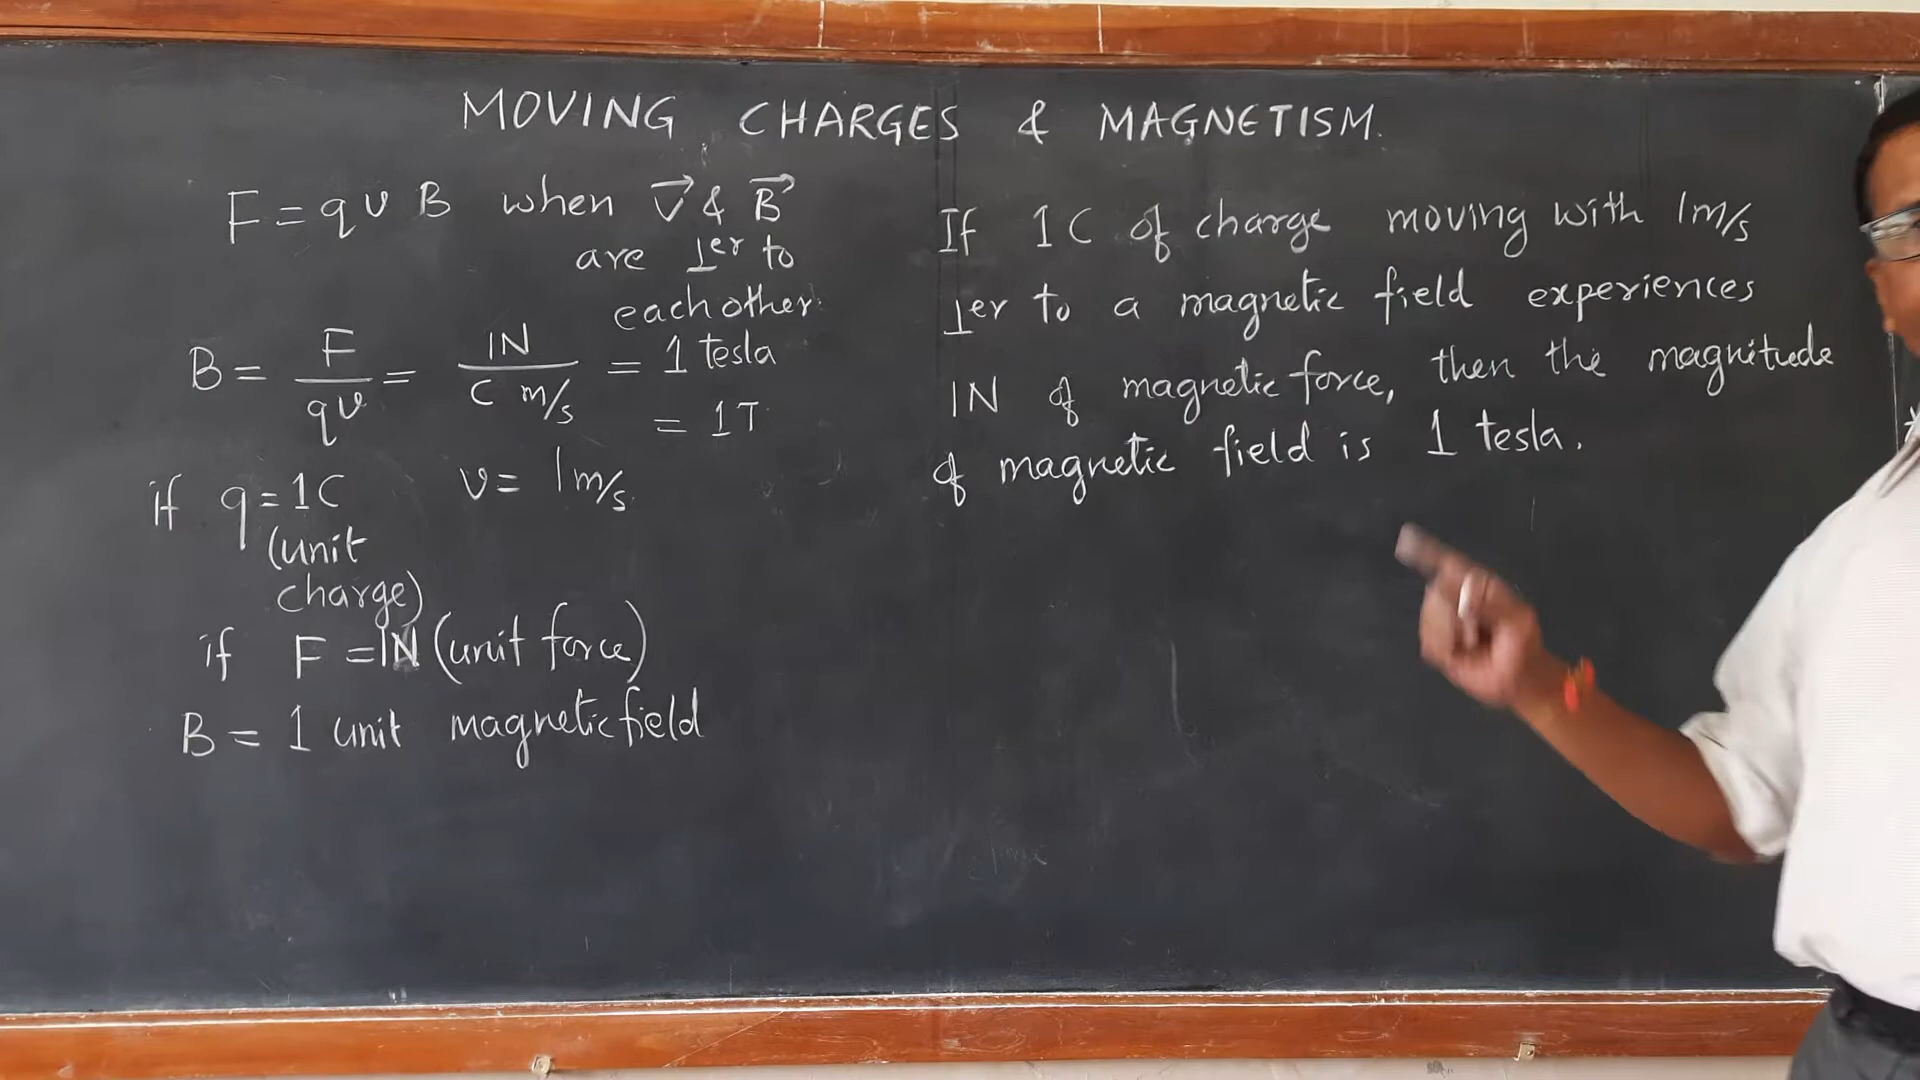 MOVING CHARGES & MAGNETISM.
F = q v B when v⃗ & B⃗
are ⊥er to
each other
B = F/qv = 1N/C m/s = 1 tesla
= 1T
if q = 1C v = 1m/s
(unit
charge)
if F = 1N (unit force)
B = 1 unit magnetic field
If 1C of charge moving with 1m/s
⊥er to a magnetic field experiences
1N of magnetic force, then the magnitude
of magnetic field is 1 tesla.